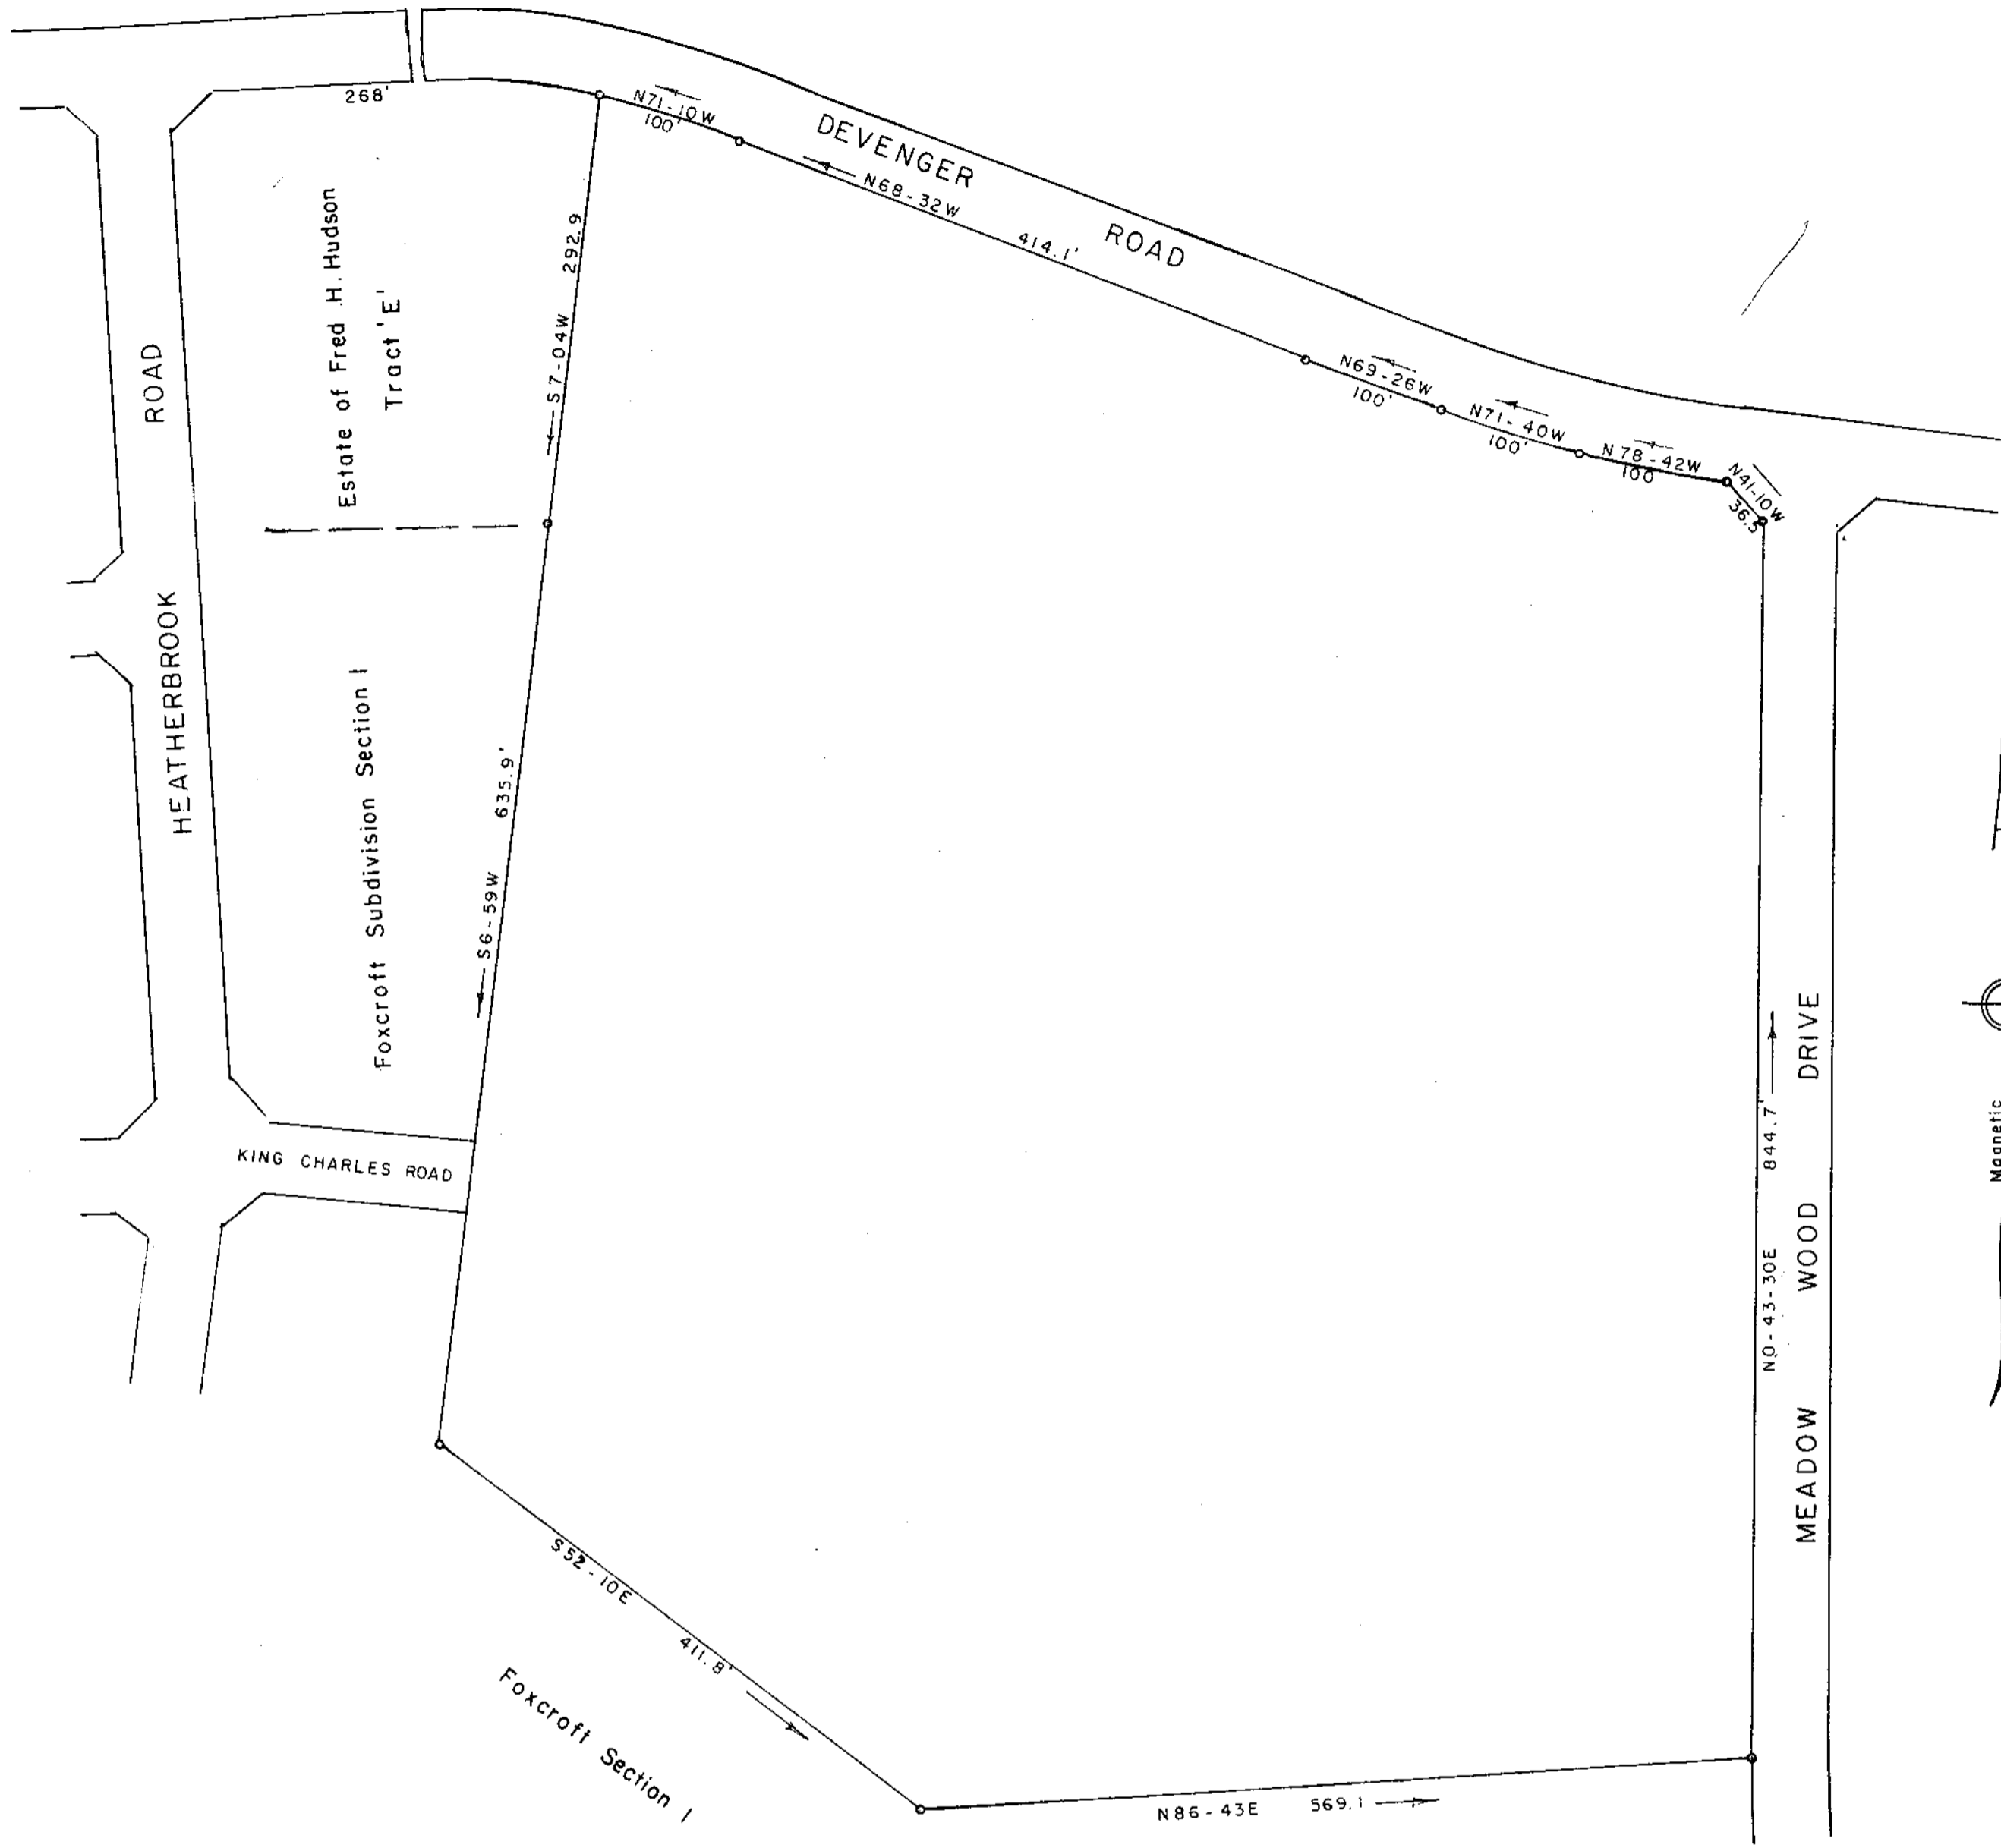 268'
N71-10W
100'
DEVENGER
ROAD
N68-32W
414.1'
N69-26W
100'
N71-40W
100'
N78-42W
100
N41-10W
36.5
S7-04W 292.9
Estate of Fred H. Hudson
Tract 'E'
HEATHERBROOK ROAD
Foxcroft Subdivision Section 1
S6-59W 635.9'
KING CHARLES ROAD
N0-43-30E 844.7'
MEADOW WOOD DRIVE
Magnetic
S52-10E 411.8'
Foxcroft Section 1
N86-43E 569.1